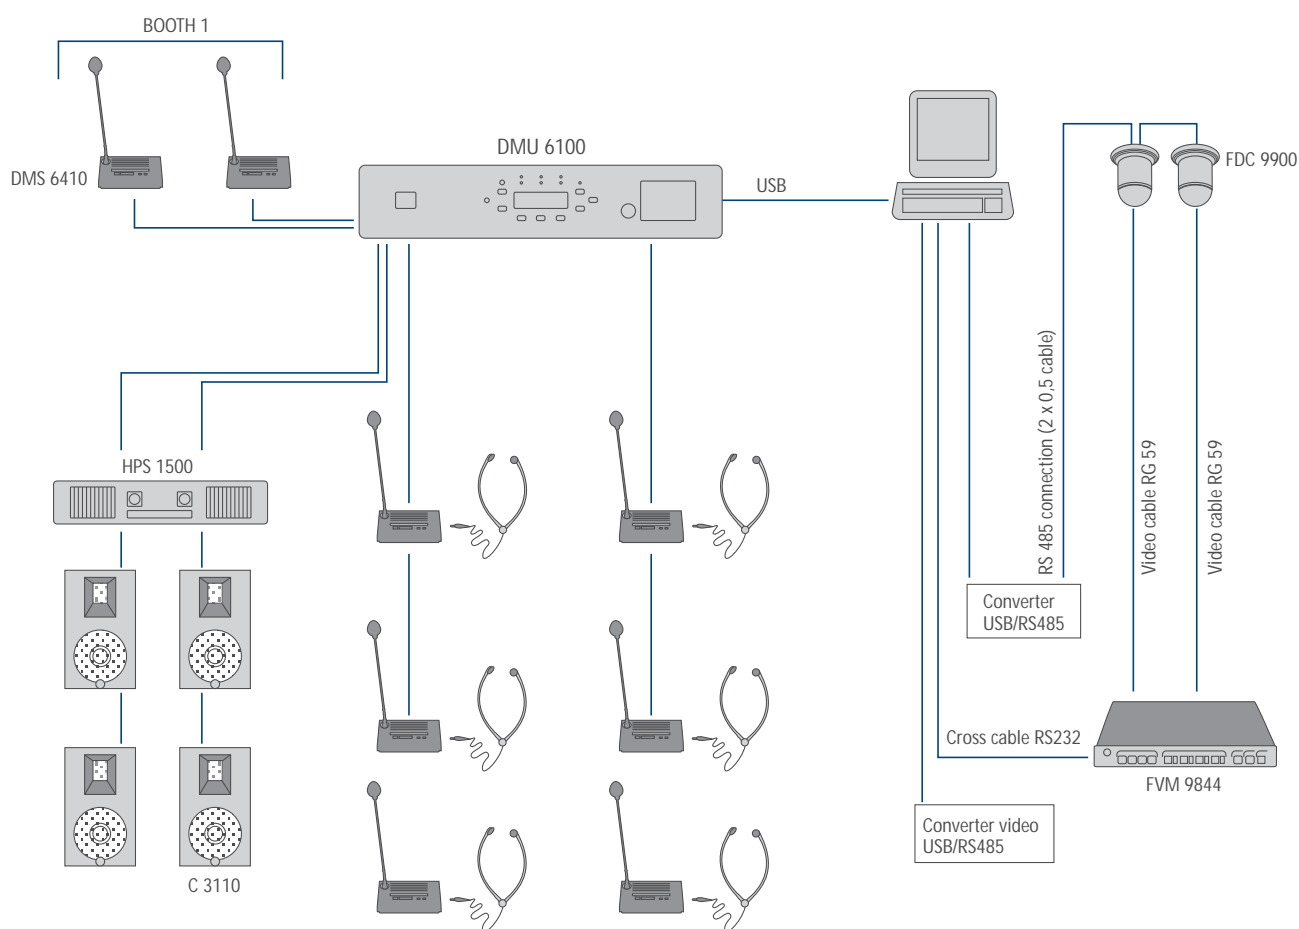 BOOTH 1
DMS 6410
DMU 6100
USB
FDC 9900
RS 485 connection (2 x 0,5 cable)
Video cable RG 59
Video cable RG 59
HPS 1500
Converter
USB/RS485
Cross cable RS232
FVM 9844
Converter video
USB/RS485
C 3110